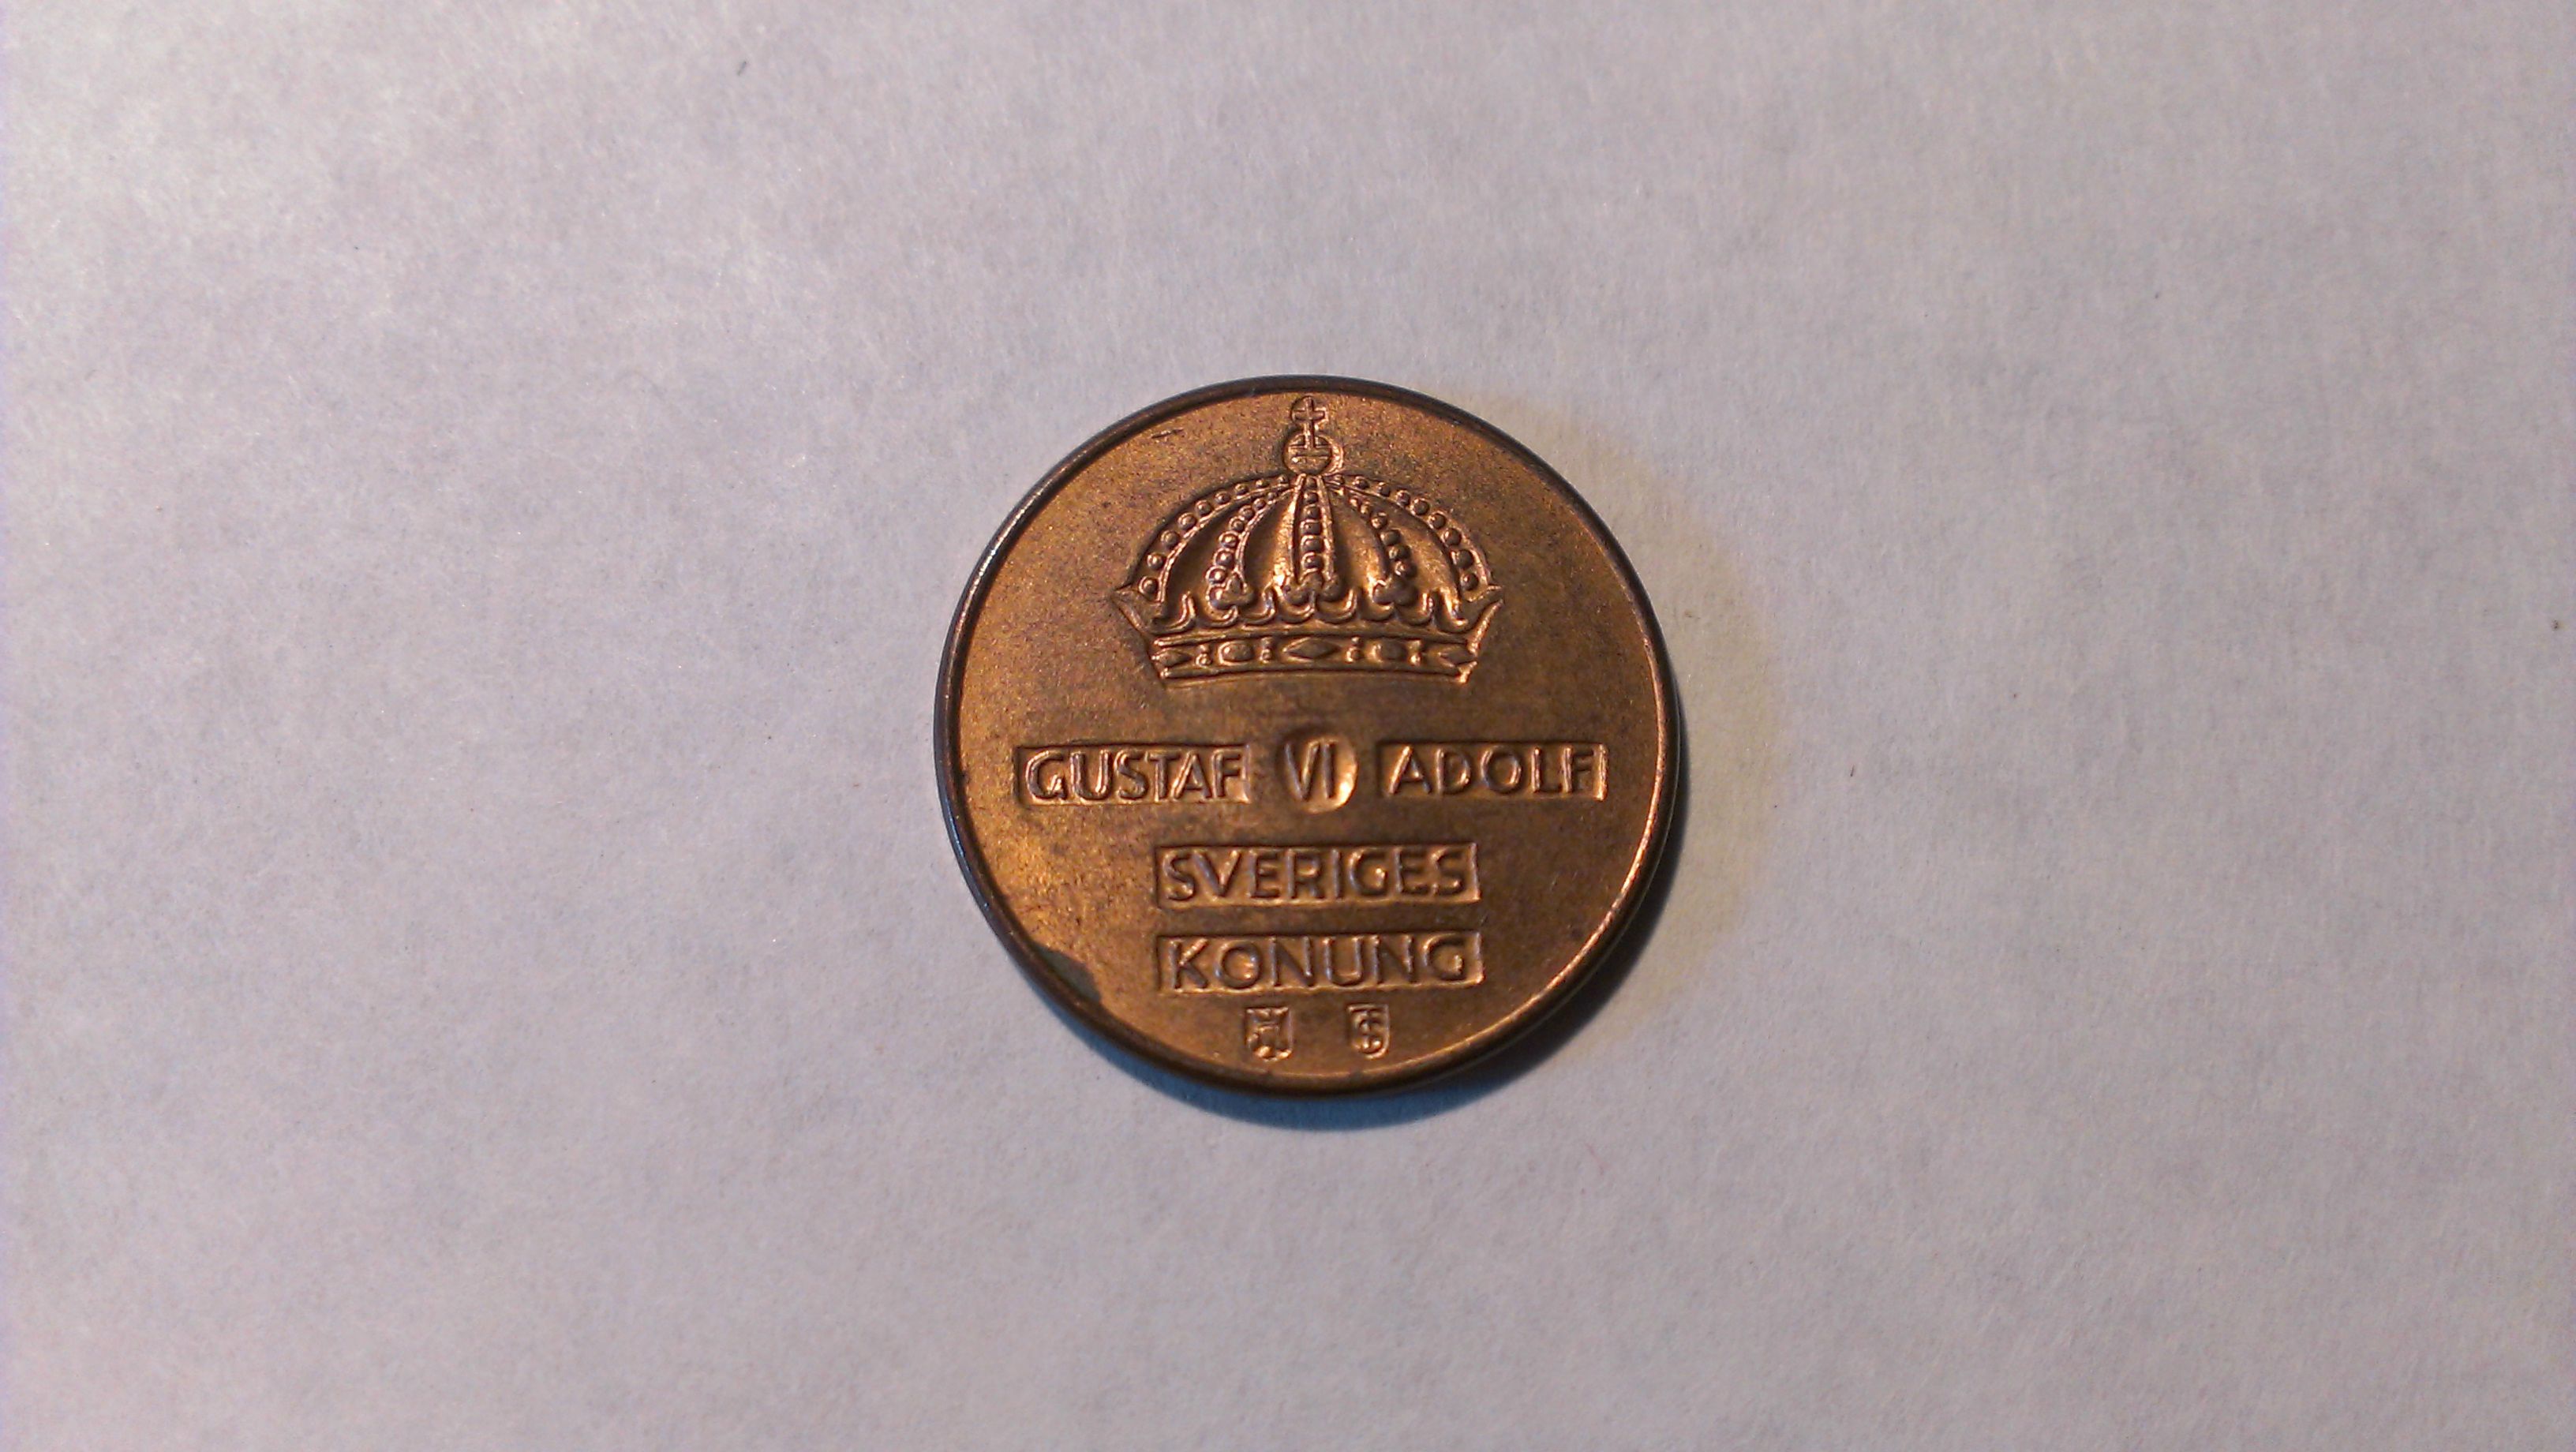 GUSTAF VI ADOLF
SVERIGES
KONUNG